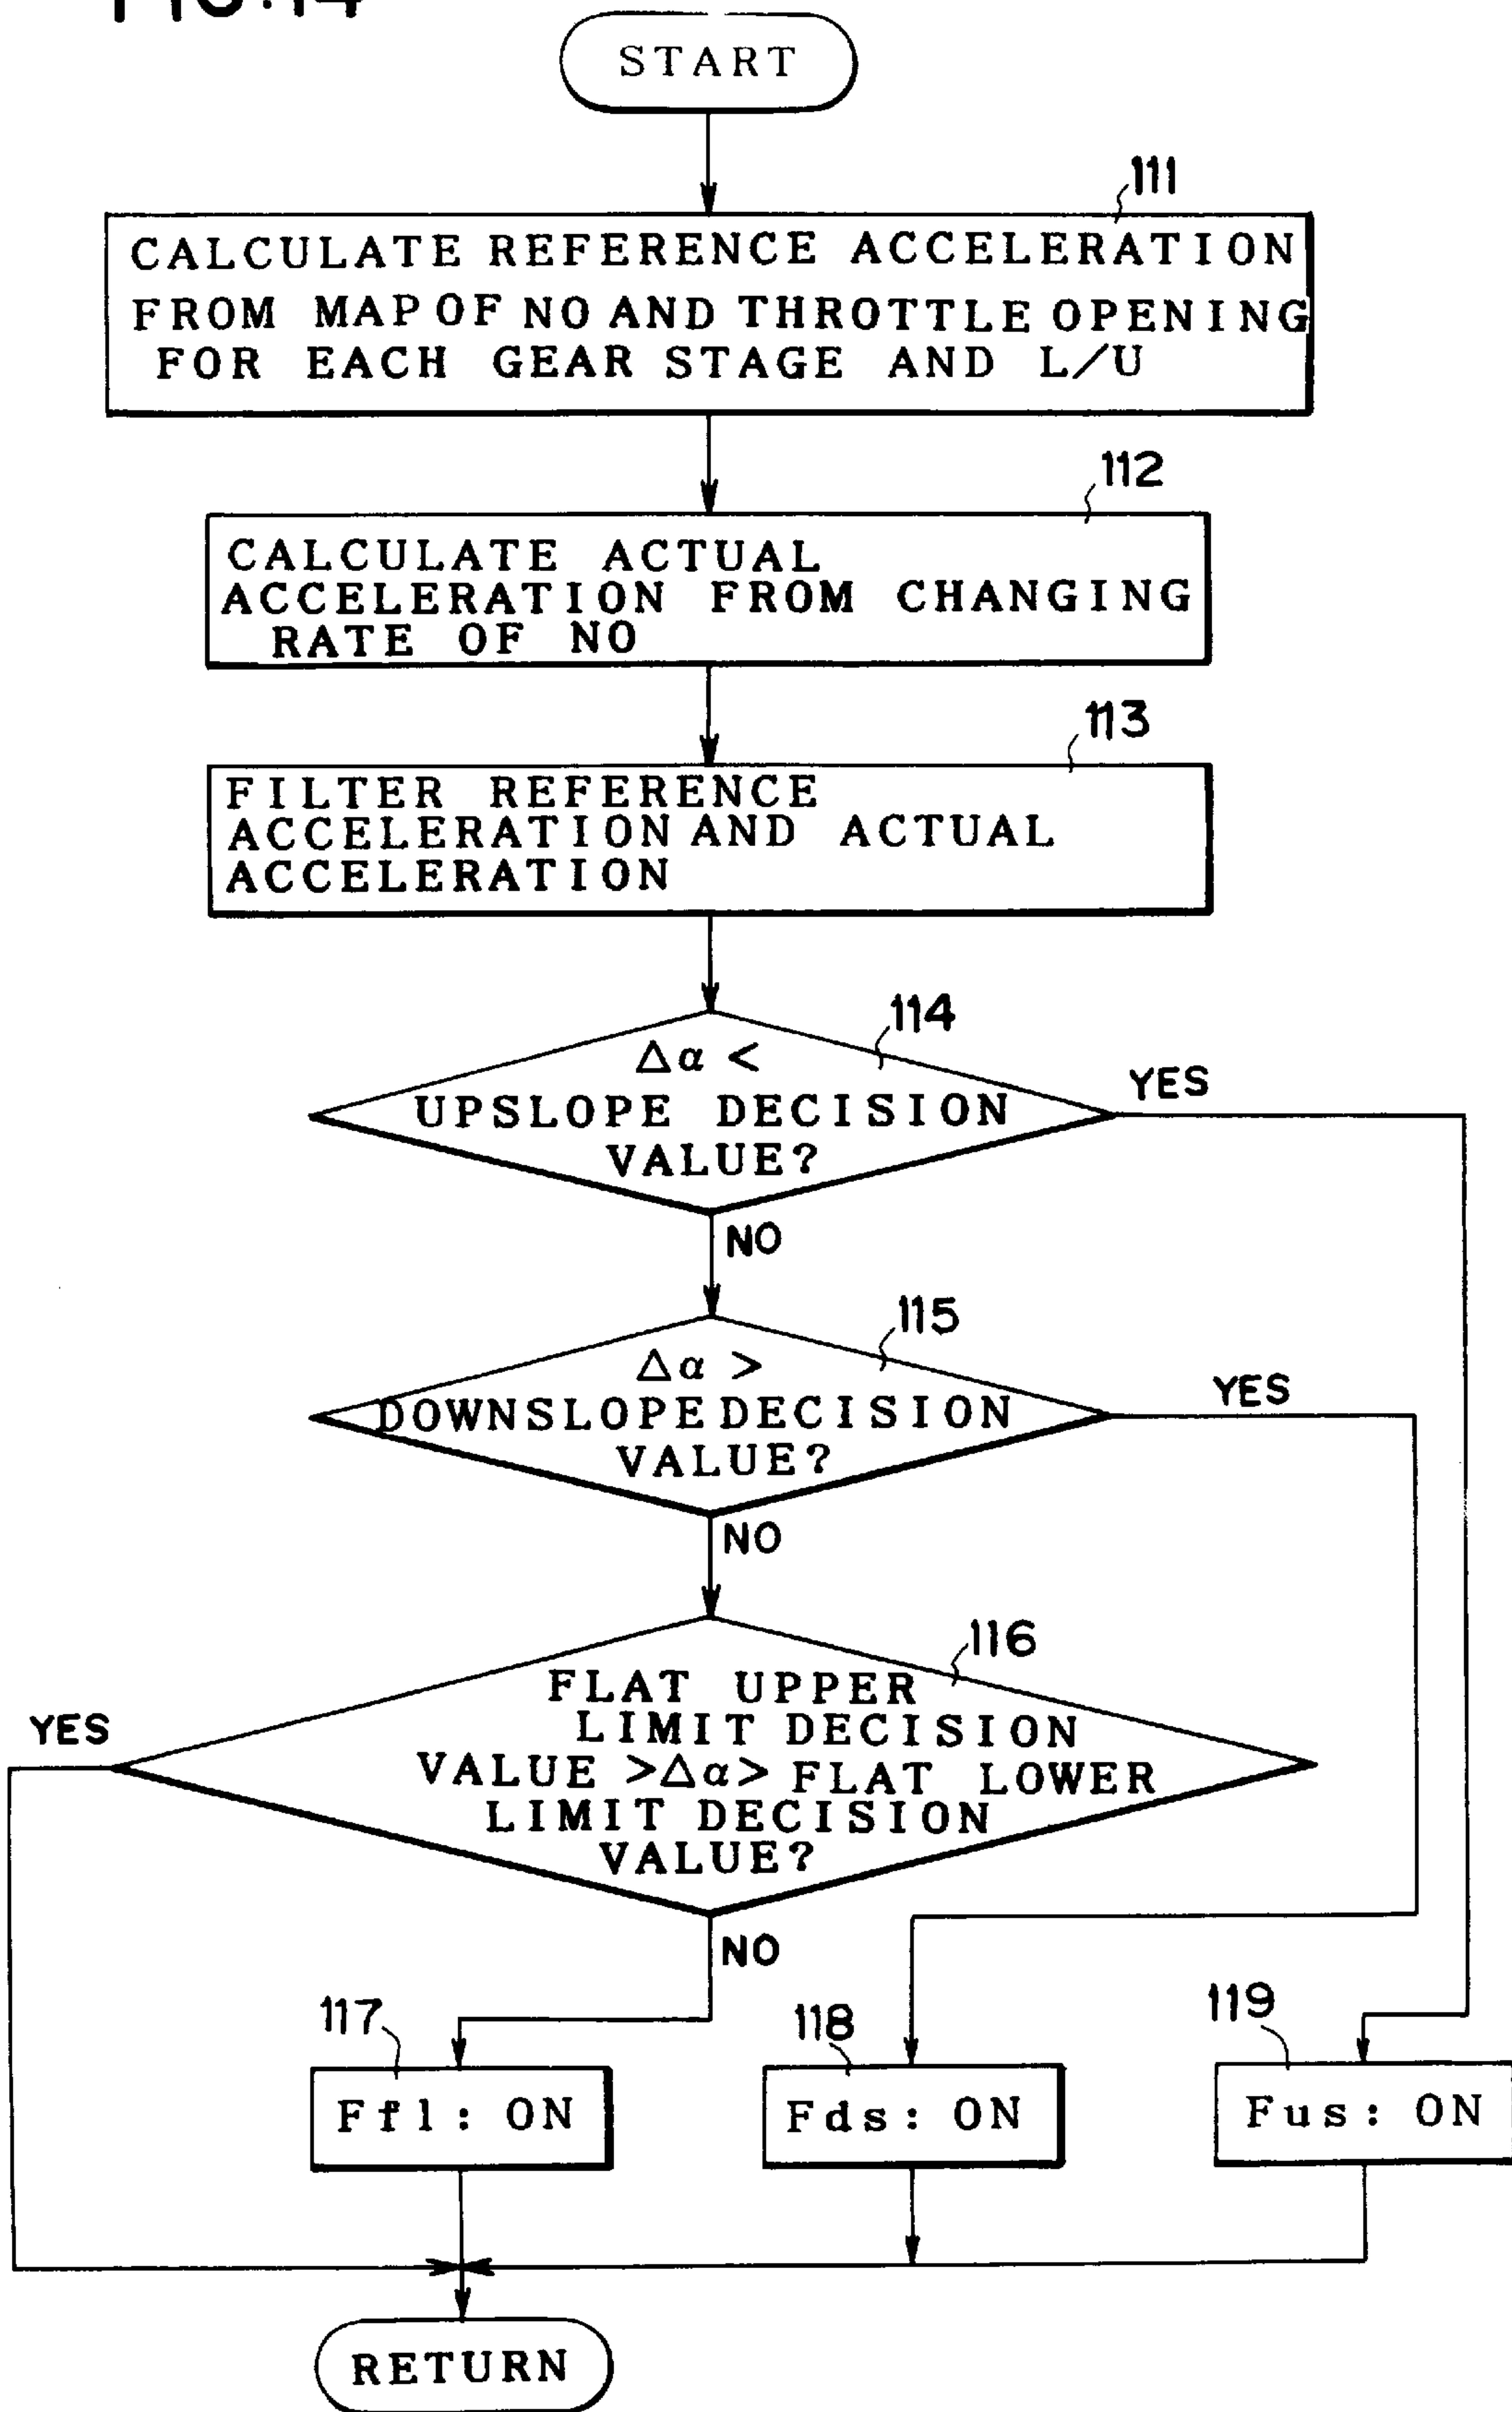 FIG.14
START
111
CALCULATE REFERENCE ACCELERATION
FROM MAP OF NO AND THROTTLE OPENING
FOR EACH GEAR STAGE AND L/U
112
CALCULATE ACTUAL
ACCELERATION FROM CHANGING
RATE OF NO
113
FILTER REFERENCE
ACCELERATION AND ACTUAL
ACCELERATION
114
Δα <
UPSLOPE DECISION
VALUE?
YES
NO
115
Δα >
DOWNSLOPE DECISION
VALUE?
YES
NO
116
FLAT UPPER
LIMIT DECISION
VALUE >Δα> FLAT LOWER
LIMIT DECISION
VALUE?
YES
NO
117
Ffl: ON
118
Fds: ON
119
Fus: ON
RETURN